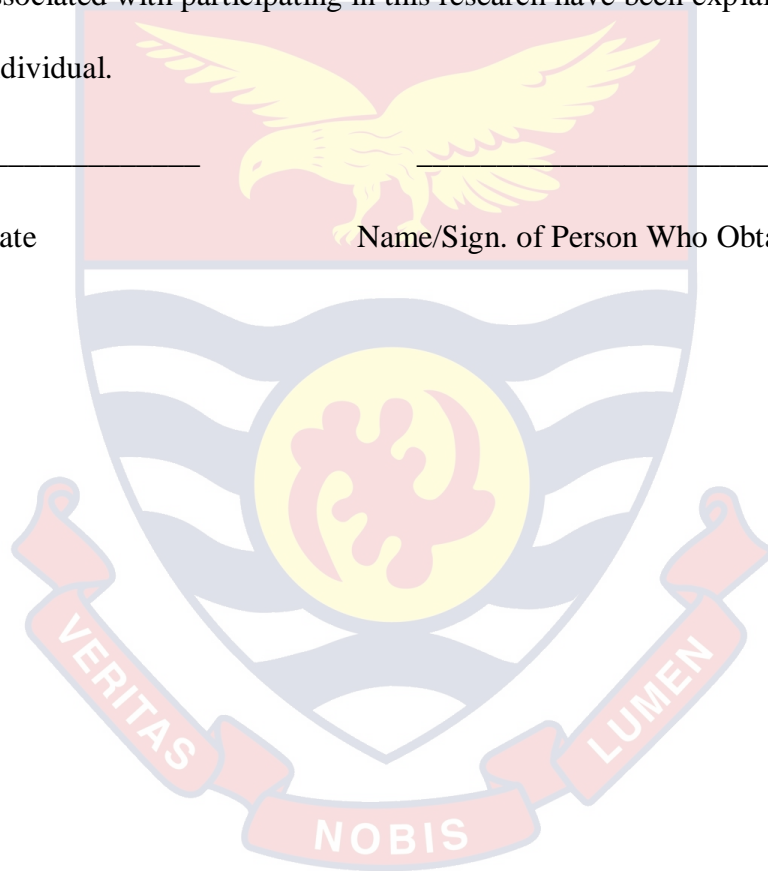 ssociated with participating in this research have been explai
dividual.
ate Name/Sign. of Person Who Obta
VERITAS
NOBIS
LUMEN